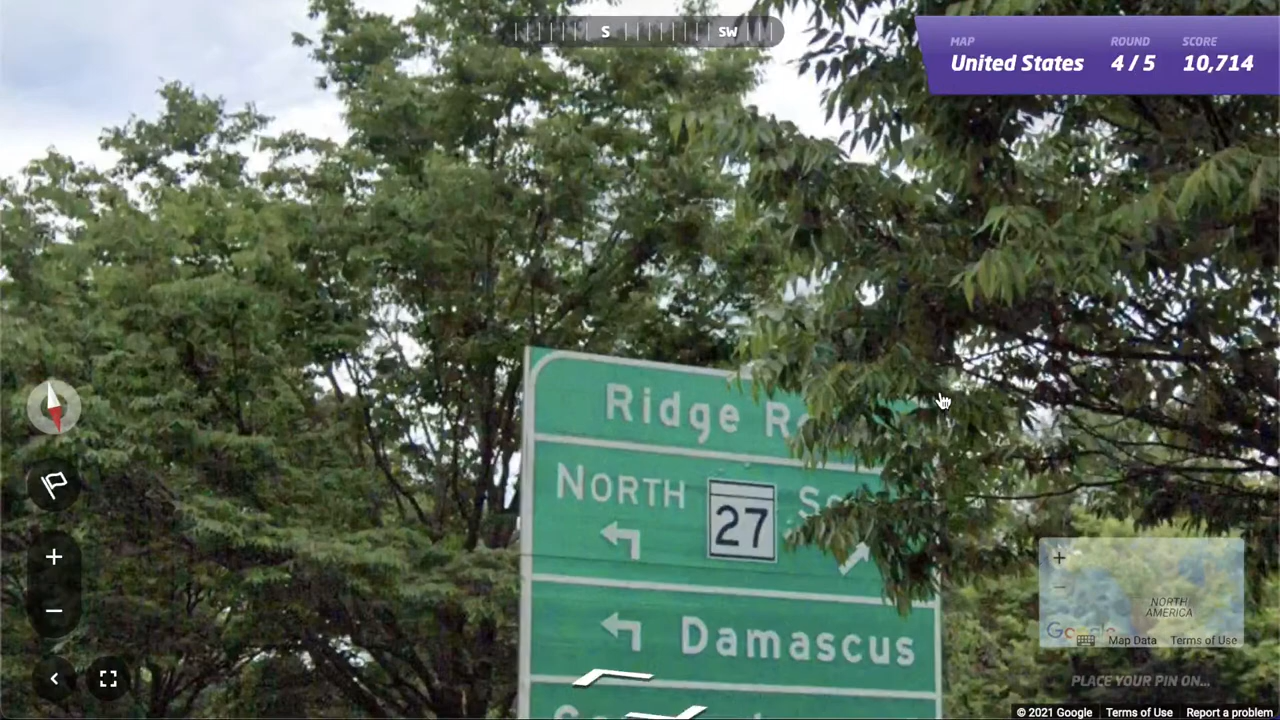 S SW
MAP ROUND SCORE
United States 4 / 5 10,714
Ridge
NORTH 27
Damascus
NORTH
AMERICA
Google
Map Data Terms of Use
PLACE YOUR PIN ON...
© 2021 Google Terms of Use Report a problem